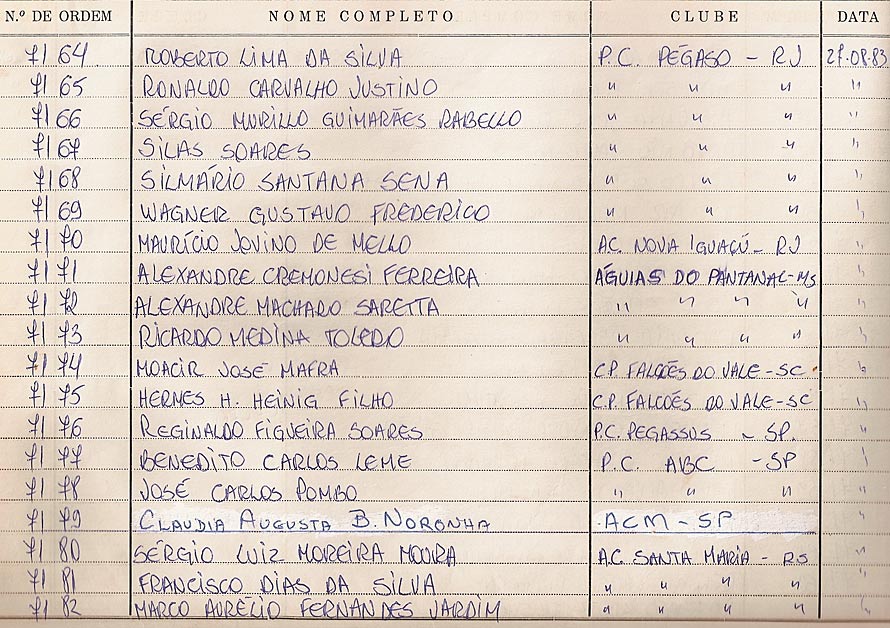 N.º DE ORDEM NOME COMPLETO CLUBE DATA
7164 ROBERTO LIMA DA SILVA P.C. PÉGASO - RJ 27.08.83
7165 RONALDO CARVALHO JUSTINO " " " "
7166 SÉRGIO MURILLO GUIMARÃES RABELLO " " " "
7167 SILAS SOARES " " " "
7168 SILMÁRIO SANTANA SENA " " " "
7169 WAGNER GUSTAVO FREDERICO " " " "
7170 MAURÍCIO JOVINO DE MELLO A.C. NOVA IGUAÇÚ - RJ "
7171 ALEXANDRE CREMONESI FERREIRA ÁGUIAS DO PANTANAL - MS "
7172 ALEXANDRE MACHADO SARETTA " " " " "
7173 RICARDO MEDINA TOLEDO " " " " "
7174 MOACIR JOSÉ MAFRA C.P. FALCÕES DO VALE - SC "
7175 HERMES H. HEINIG FILHO C.P. FALCÕES DO VALE - SC "
7176 REGINALDO FIGUEIRA SOARES P.C. PEGASSUS - SP. "
7177 BENEDITO CARLOS LEME P.C. ABC - SP "
7178 JOSÉ CARLOS POMBO " " " "
7179 CLAUDIA AUGUSTA B. NORONHA ACM - SP "
7180 SÉRGIO LUIZ MOREIRA MOURA A.C. SANTA MARIA - RS "
7181 FRANCISCO DIAS DA SILVA " " " " "
7182 MARCO AURÉLIO FERNANDES JARDIM " " " " "